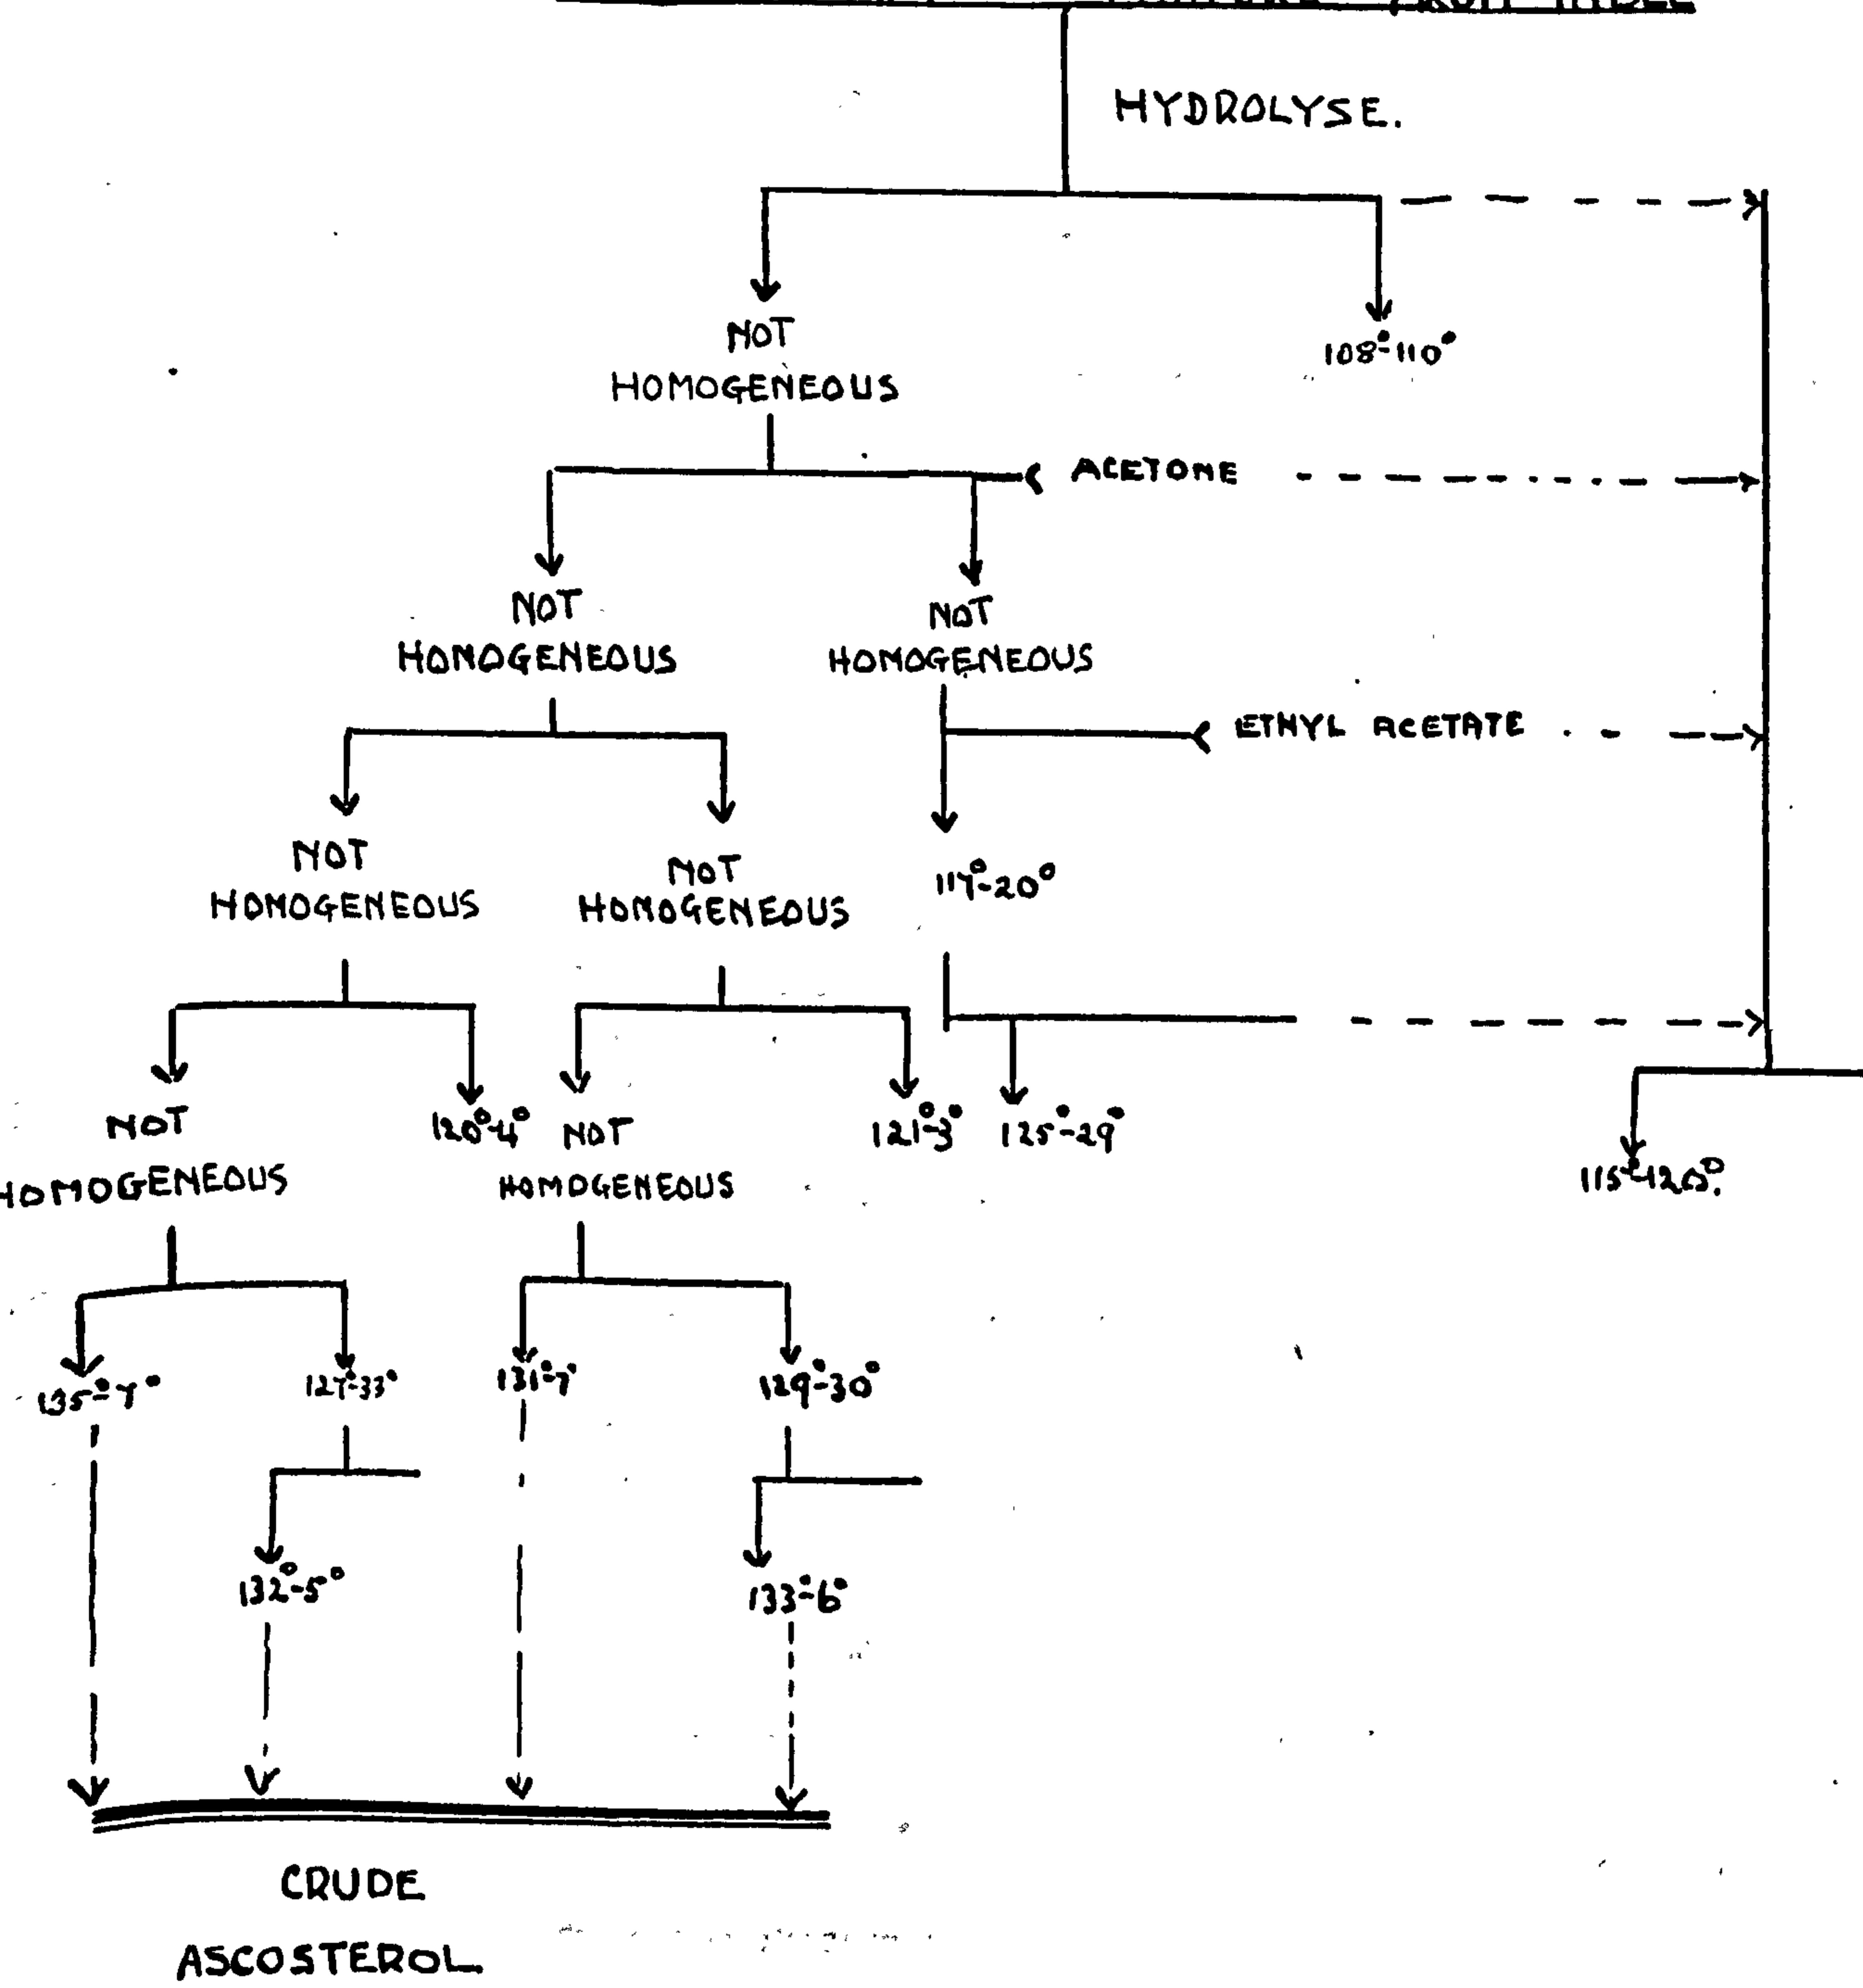 FROM
HYDROLYSE.
NOT
HOMOGENEOUS
108°-110°
ACETONE
NOT
HOMOGENEOUS
NOT
HOMOGENEOUS
ETHYL ACETATE
NOT
HOMOGENEOUS
NOT
HOMOGENEOUS
117°-20°
NOT
HOMOGENEOUS
120°-4°
NOT
HOMOGENEOUS
121°-3°
125°-29°
115°-120°.
135°-7°
127°-33°
131°-7°
129°-30°
132°-5°
133°-6°
CRUDE
ASCOSTEROL